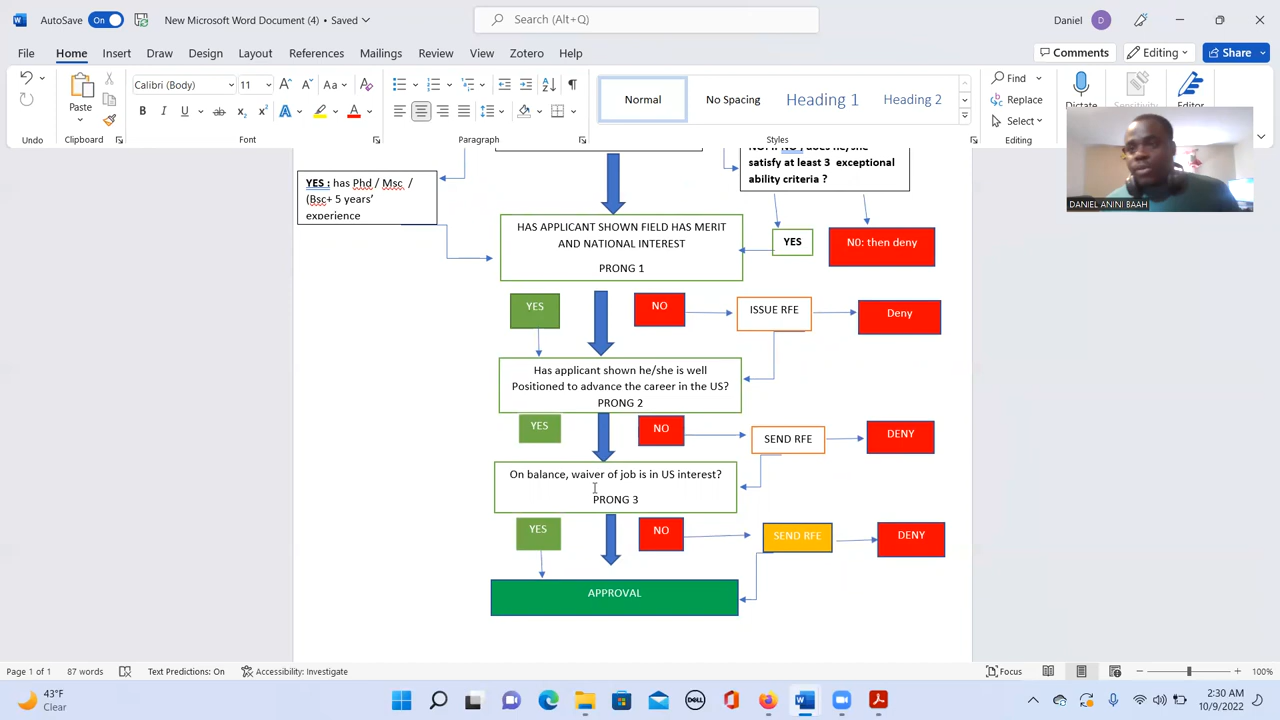 AutoSave On New Microsoft Word Document (4) • Saved Search (Alt+Q) Daniel D
File Home Insert Draw Design Layout References Mailings Review View Zotero Help Comments Editing Share
Calibri (Body) 11
Paste
Normal No Spacing Heading 1 Heading 2
Find
Replace
Select
Dictate Sensitivity Editor
Undo Clipboard Font Paragraph Styles Editing
DANIEL ANINI BAAH
satisfy at least 3 exceptional
ability criteria ?
YES : has Phd / Msc /
(Bsc+ 5 years’
experience
HAS APPLICANT SHOWN FIELD HAS MERIT
AND NATIONAL INTEREST
PRONG 1
YES
N0: then deny
YES
NO
ISSUE RFE
Deny
Has applicant shown he/she is well
Positioned to advance the career in the US?
PRONG 2
YES
NO
SEND RFE
DENY
On balance, waiver of job is in US interest?
PRONG 3
YES
NO
SEND RFE
DENY
APPROVAL
Page 1 of 1 87 words Text Predictions: On Accessibility: Investigate Focus 100%
43°F
Clear
2:30 AM
10/9/2022